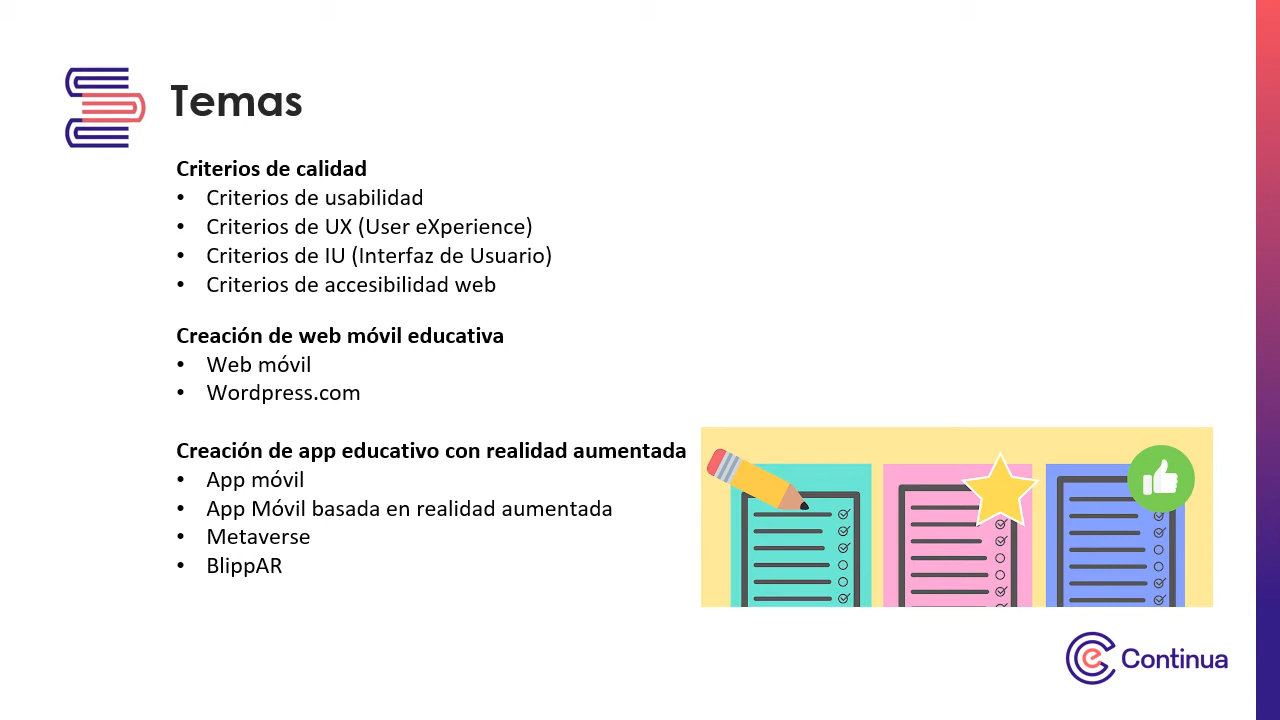 Temas
Criterios de calidad
• Criterios de usabilidad
• Criterios de UX (User eXperience)
• Criterios de IU (Interfaz de Usuario)
• Criterios de accesibilidad web
Creación de web móvil educativa
• Web móvil
• Wordpress.com
Creación de app educativo con realidad aumentada
• App móvil
• App Móvil basada en realidad aumentada
• Metaverse
• BlippAR
e Continua